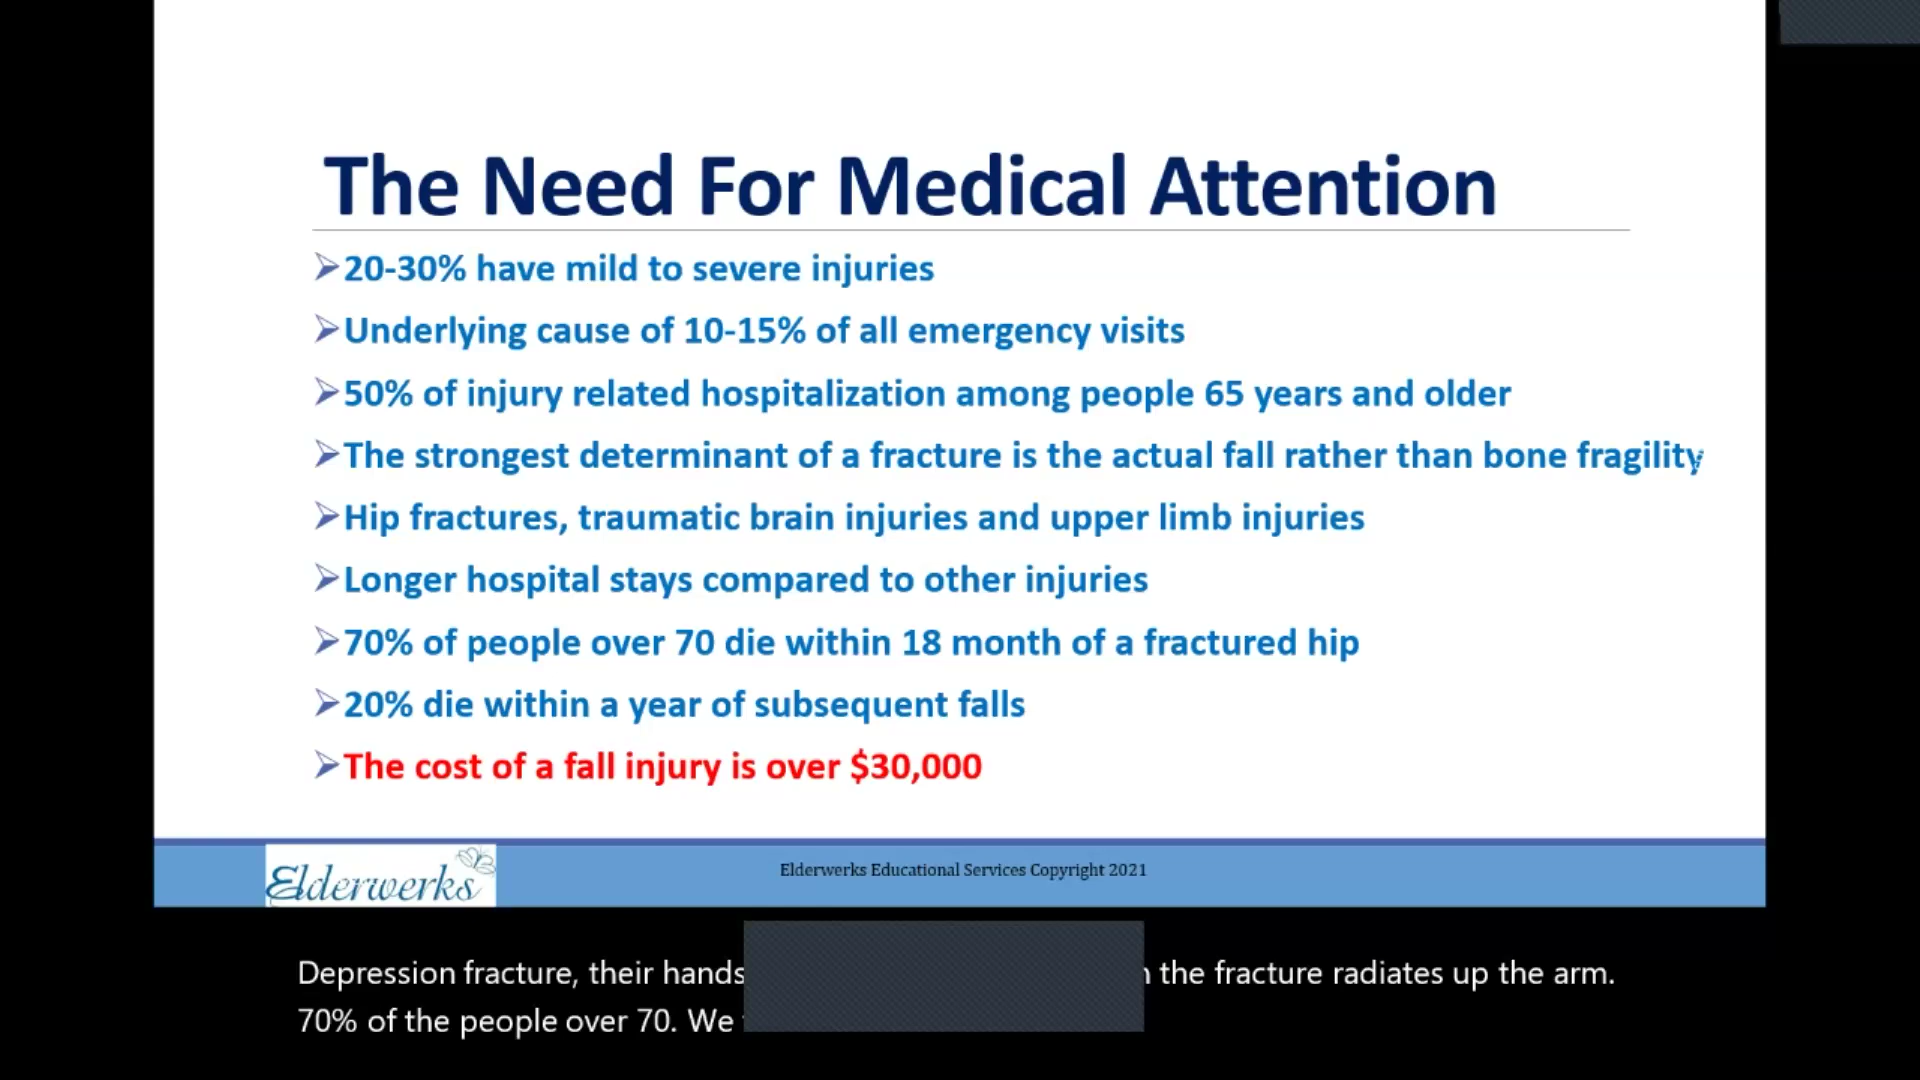 The Need For Medical Attention
➢20-30% have mild to severe injuries
➢Underlying cause of 10-15% of all emergency visits
➢50% of injury related hospitalization among people 65 years and older
➢The strongest determinant of a fracture is the actual fall rather than bone fragility
➢Hip fractures, traumatic brain injuries and upper limb injuries
➢Longer hospital stays compared to other injuries
➢70% of people over 70 die within 18 month of a fractured hip
➢20% die within a year of subsequent falls
➢The cost of a fall injury is over $30,000
Elderwerks
Elderwerks Educational Services Copyright 2021
Depression fracture, their hands the fracture radiates up the arm.
70% of the people over 70. We